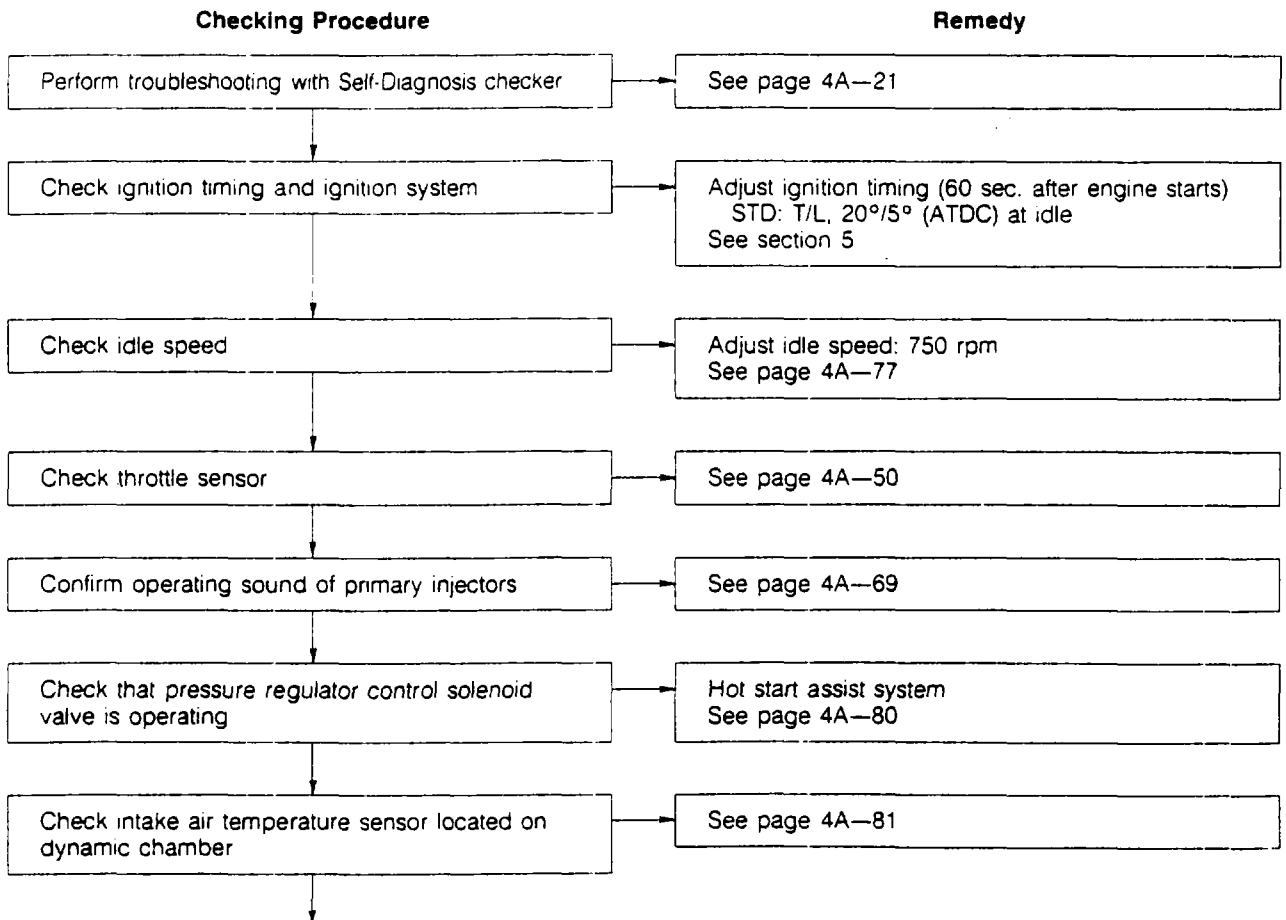 Checking Procedure
Remedy
Perform troubleshooting with Self-Diagnosis checker
See page 4A—21
Check ignition timing and ignition system
Adjust ignition timing (60 sec. after engine starts)
STD: T/L, 20°/5° (ATDC) at idle
See section 5
Check idle speed
Adjust idle speed: 750 rpm
See page 4A—77
Check throttle sensor
See page 4A—50
Confirm operating sound of primary injectors
See page 4A—69
Check that pressure regulator control solenoid
valve is operating
Hot start assist system
See page 4A—80
Check intake air temperature sensor located on
dynamic chamber
See page 4A—81